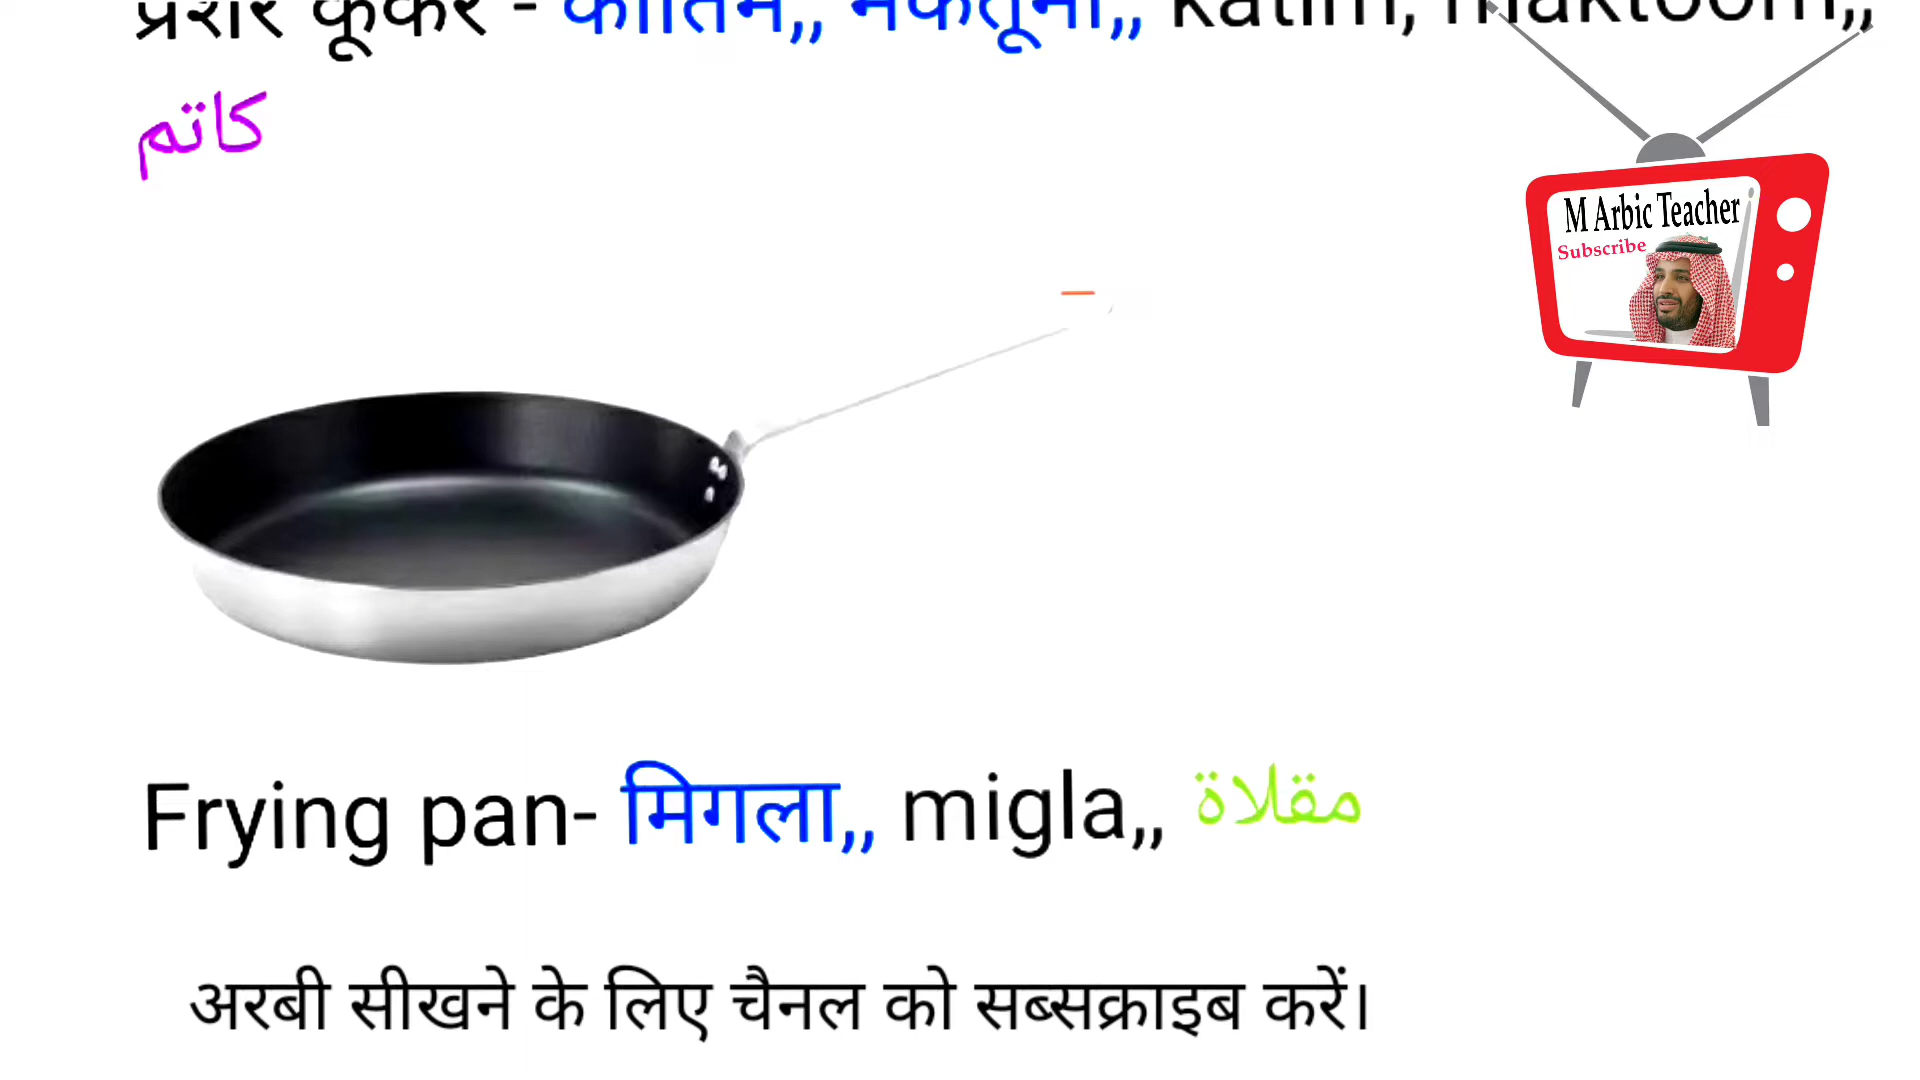 प्रेशर कूकर - कातिम,, मकतूमा,, katim, maktoom,,
كاتم
M Arbic Teacher
Subscribe
Frying pan- मिगला,, migla,, مقلاة
अरबी सीखने के लिए चैनल को सब्सक्राइब करें।